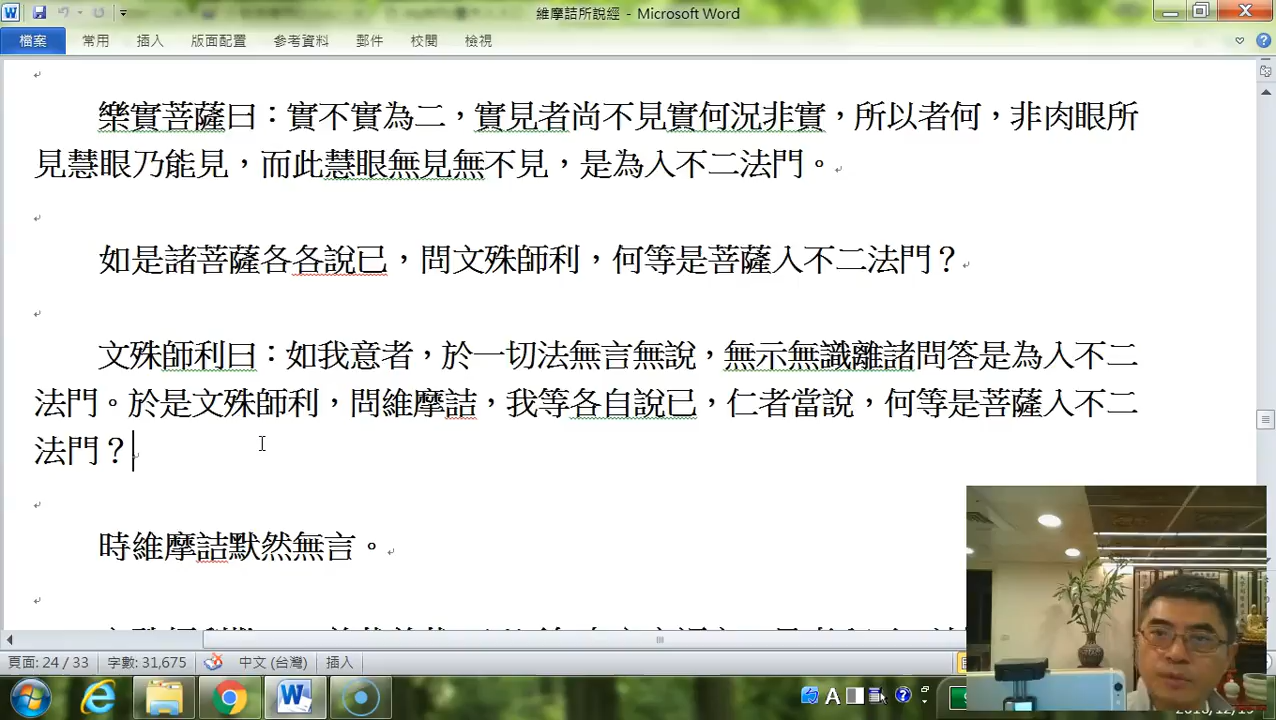 維摩詰所說經 - Microsoft Word
檔案 常用 插入 版面配置 參考資料 郵件 校閱 檢視
樂實菩薩曰：實不實為二，實見者尚不見實何況非實，所以者何，非肉眼所
見慧眼乃能見，而此慧眼無見無不見，是為入不二法門。
如是諸菩薩各各說已，問文殊師利，何等是菩薩入不二法門？
文殊師利曰：如我意者，於一切法無言無說，無示無識離諸問答是為入不二
法門。於是文殊師利，問維摩詰，我等各自說已，仁者當說，何等是菩薩入不二
法門？
時維摩詰默然無言。
頁面: 24 / 33 字數: 31,675 中文 (台灣) 插入